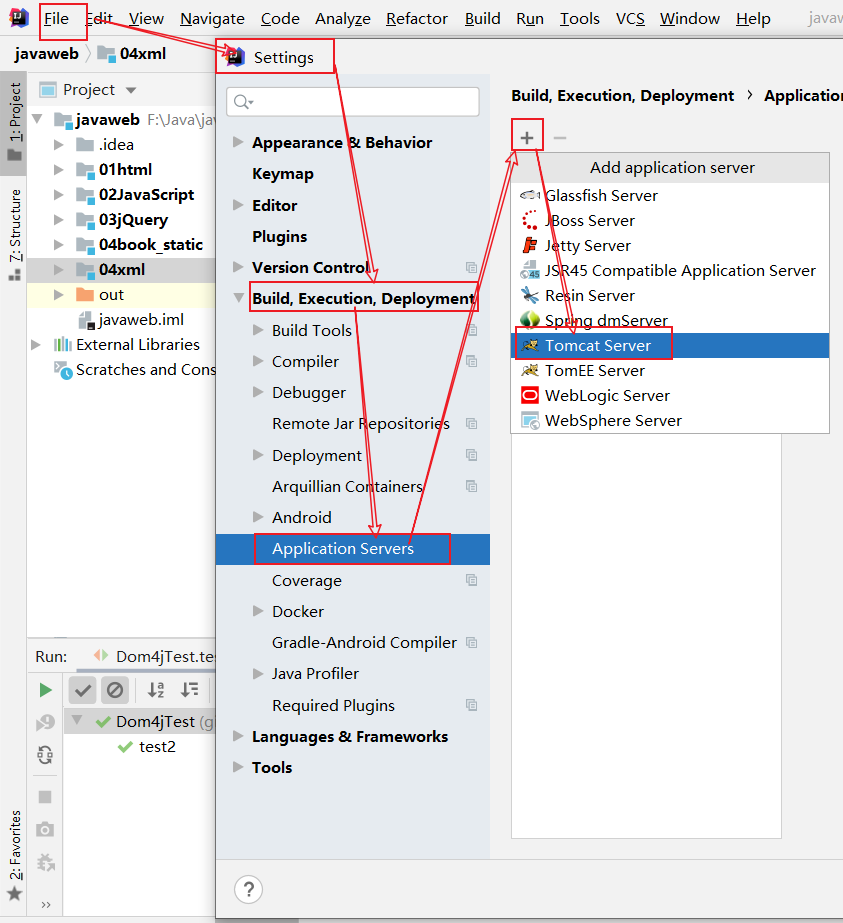 File Edit View Navigate Code Analyze Refactor Build Run Tools VCS Window Help javaw
javaweb 04xml
1: Project
Z: Structure
2: Favorites
Project
javaweb F:\Java\jav
.idea
01html
02JavaScript
03jQuery
04book_static
04xml
out
javaweb.iml
External Libraries
Scratches and Cons
Run: Dom4jTest.tes
Dom4jTest (g
test2
Settings
Appearance & Behavior
Keymap
Editor
Plugins
Version Control
Build, Execution, Deployment
Build Tools
Compiler
Debugger
Remote Jar Repositories
Deployment
Arquillian Containers
Android
Application Servers
Coverage
Docker
Gradle-Android Compiler
Java Profiler
Required Plugins
Languages & Frameworks
Tools
?
Build, Execution, Deployment › Application
+ −
Add application server
Glassfish Server
JBoss Server
Jetty Server
JSR45 Compatible Application Server
Resin Server
Spring dmServer
Tomcat Server
TomEE Server
WebLogic Server
WebSphere Server